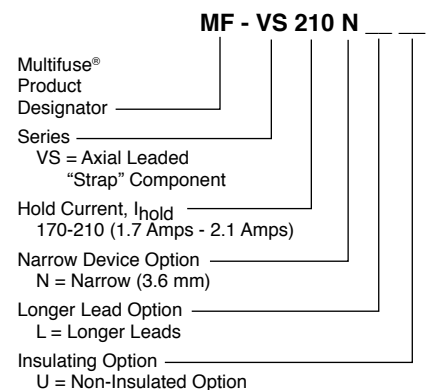 MF - VS 210 N __ __
Multifuse®
Product
Designator
Series
VS = Axial Leaded
“Strap” Component
Hold Current, Ihold
170-210 (1.7 Amps - 2.1 Amps)
Narrow Device Option
N = Narrow (3.6 mm)
Longer Lead Option
L = Longer Leads
Insulating Option
U = Non-Insulated Option